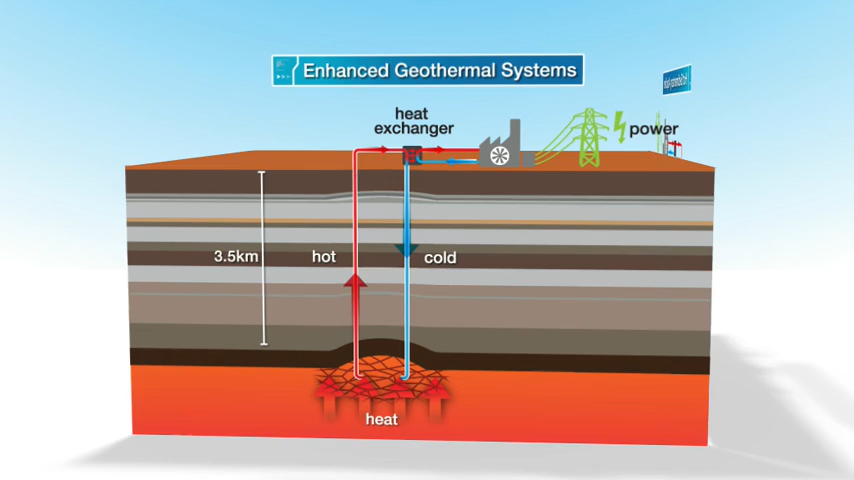 Enhanced Geothermal Systems
heat
exchanger
power
3.5km
hot
cold
heat